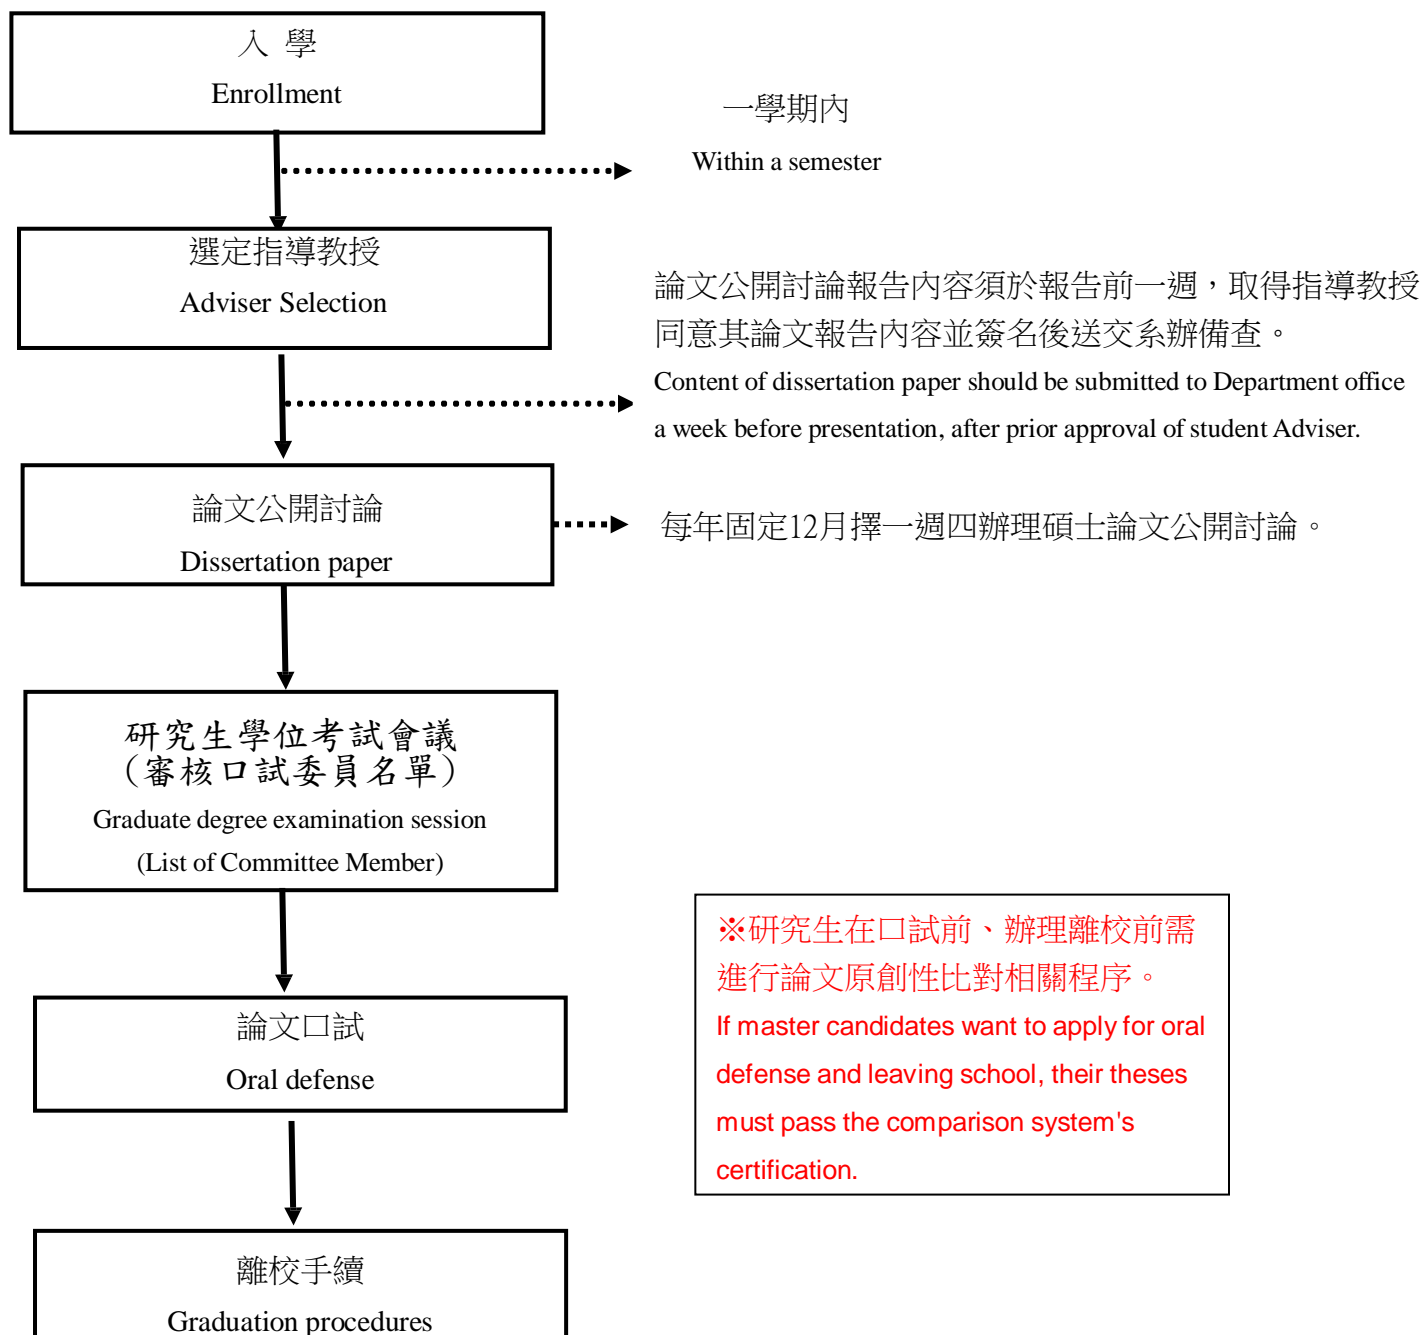 入 學
Enrollment
一學期內
Within a semester
選定指導教授
Adviser Selection
論文公開討論報告內容須於報告前一週，取得指導教授
同意其論文報告內容並簽名後送交系辦備查。
Content of dissertation paper should be submitted to Department office
a week before presentation, after prior approval of student Adviser.
論文公開討論
Dissertation paper
每年固定12月擇一週四辦理碩士論文公開討論。
研究生學位考試會議
(審核口試委員名單)
Graduate degree examination session
(List of Committee Member)
※研究生在口試前、辦理離校前需
進行論文原創性比對相關程序。
If master candidates want to apply for oral
defense and leaving school, their theses
must pass the comparison system's
certification.
論文口試
Oral defense
離校手續
Graduation procedures